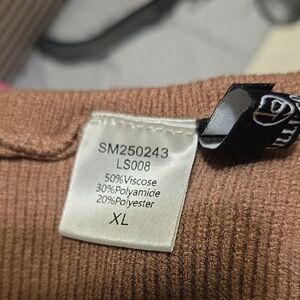 SM250243
LS008
50%Viscose
30%Polyamide
20%Polyester
XL